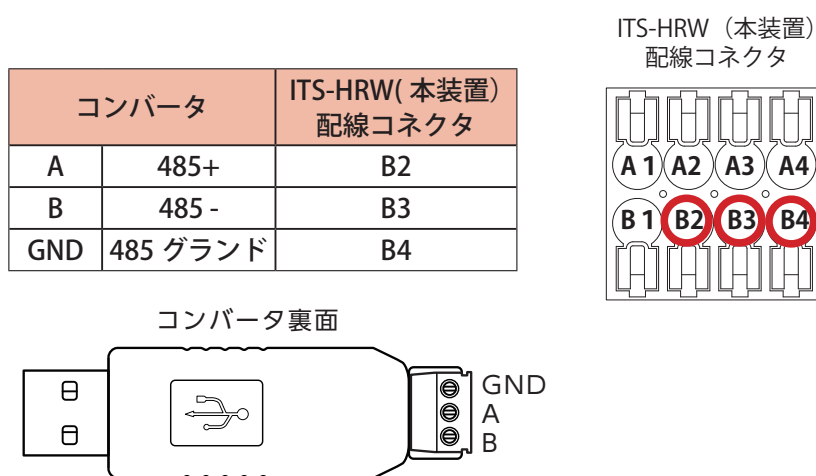 ITS-HRW（本装置）
配線コネクタ
コンバータ
ITS-HRW( 本装置）
配線コネクタ
A 485+ B2
B 485 - B3
GND 485 グランド B4
A 1 A2 A3 A4
B 1 B2 B3 B4
コンバータ裏面
GND
A
B